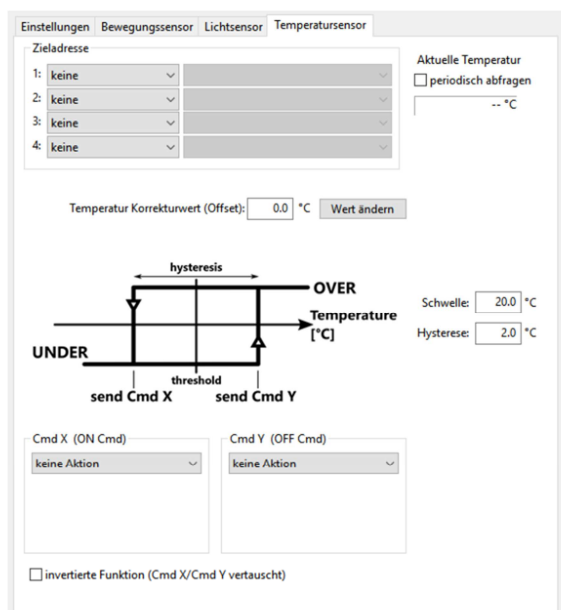 Einstellungen Bewegungssensor Lichtsensor Temperatursensor
Zieladresse
1: keine
2: keine
3: keine
4: keine
Aktuelle Temperatur
periodisch abfragen
-- °C
Temperatur Korrekturwert (Offset): 0.0 °C Wert ändern
hysteresis
OVER
Temperature
[°C]
UNDER
threshold
send Cmd X send Cmd Y
Schwelle: 20.0 °C
Hysterese: 2.0 °C
Cmd X (ON Cmd) Cmd Y (OFF Cmd)
keine Aktion keine Aktion
invertierte Funktion (Cmd X/Cmd Y vertauscht)